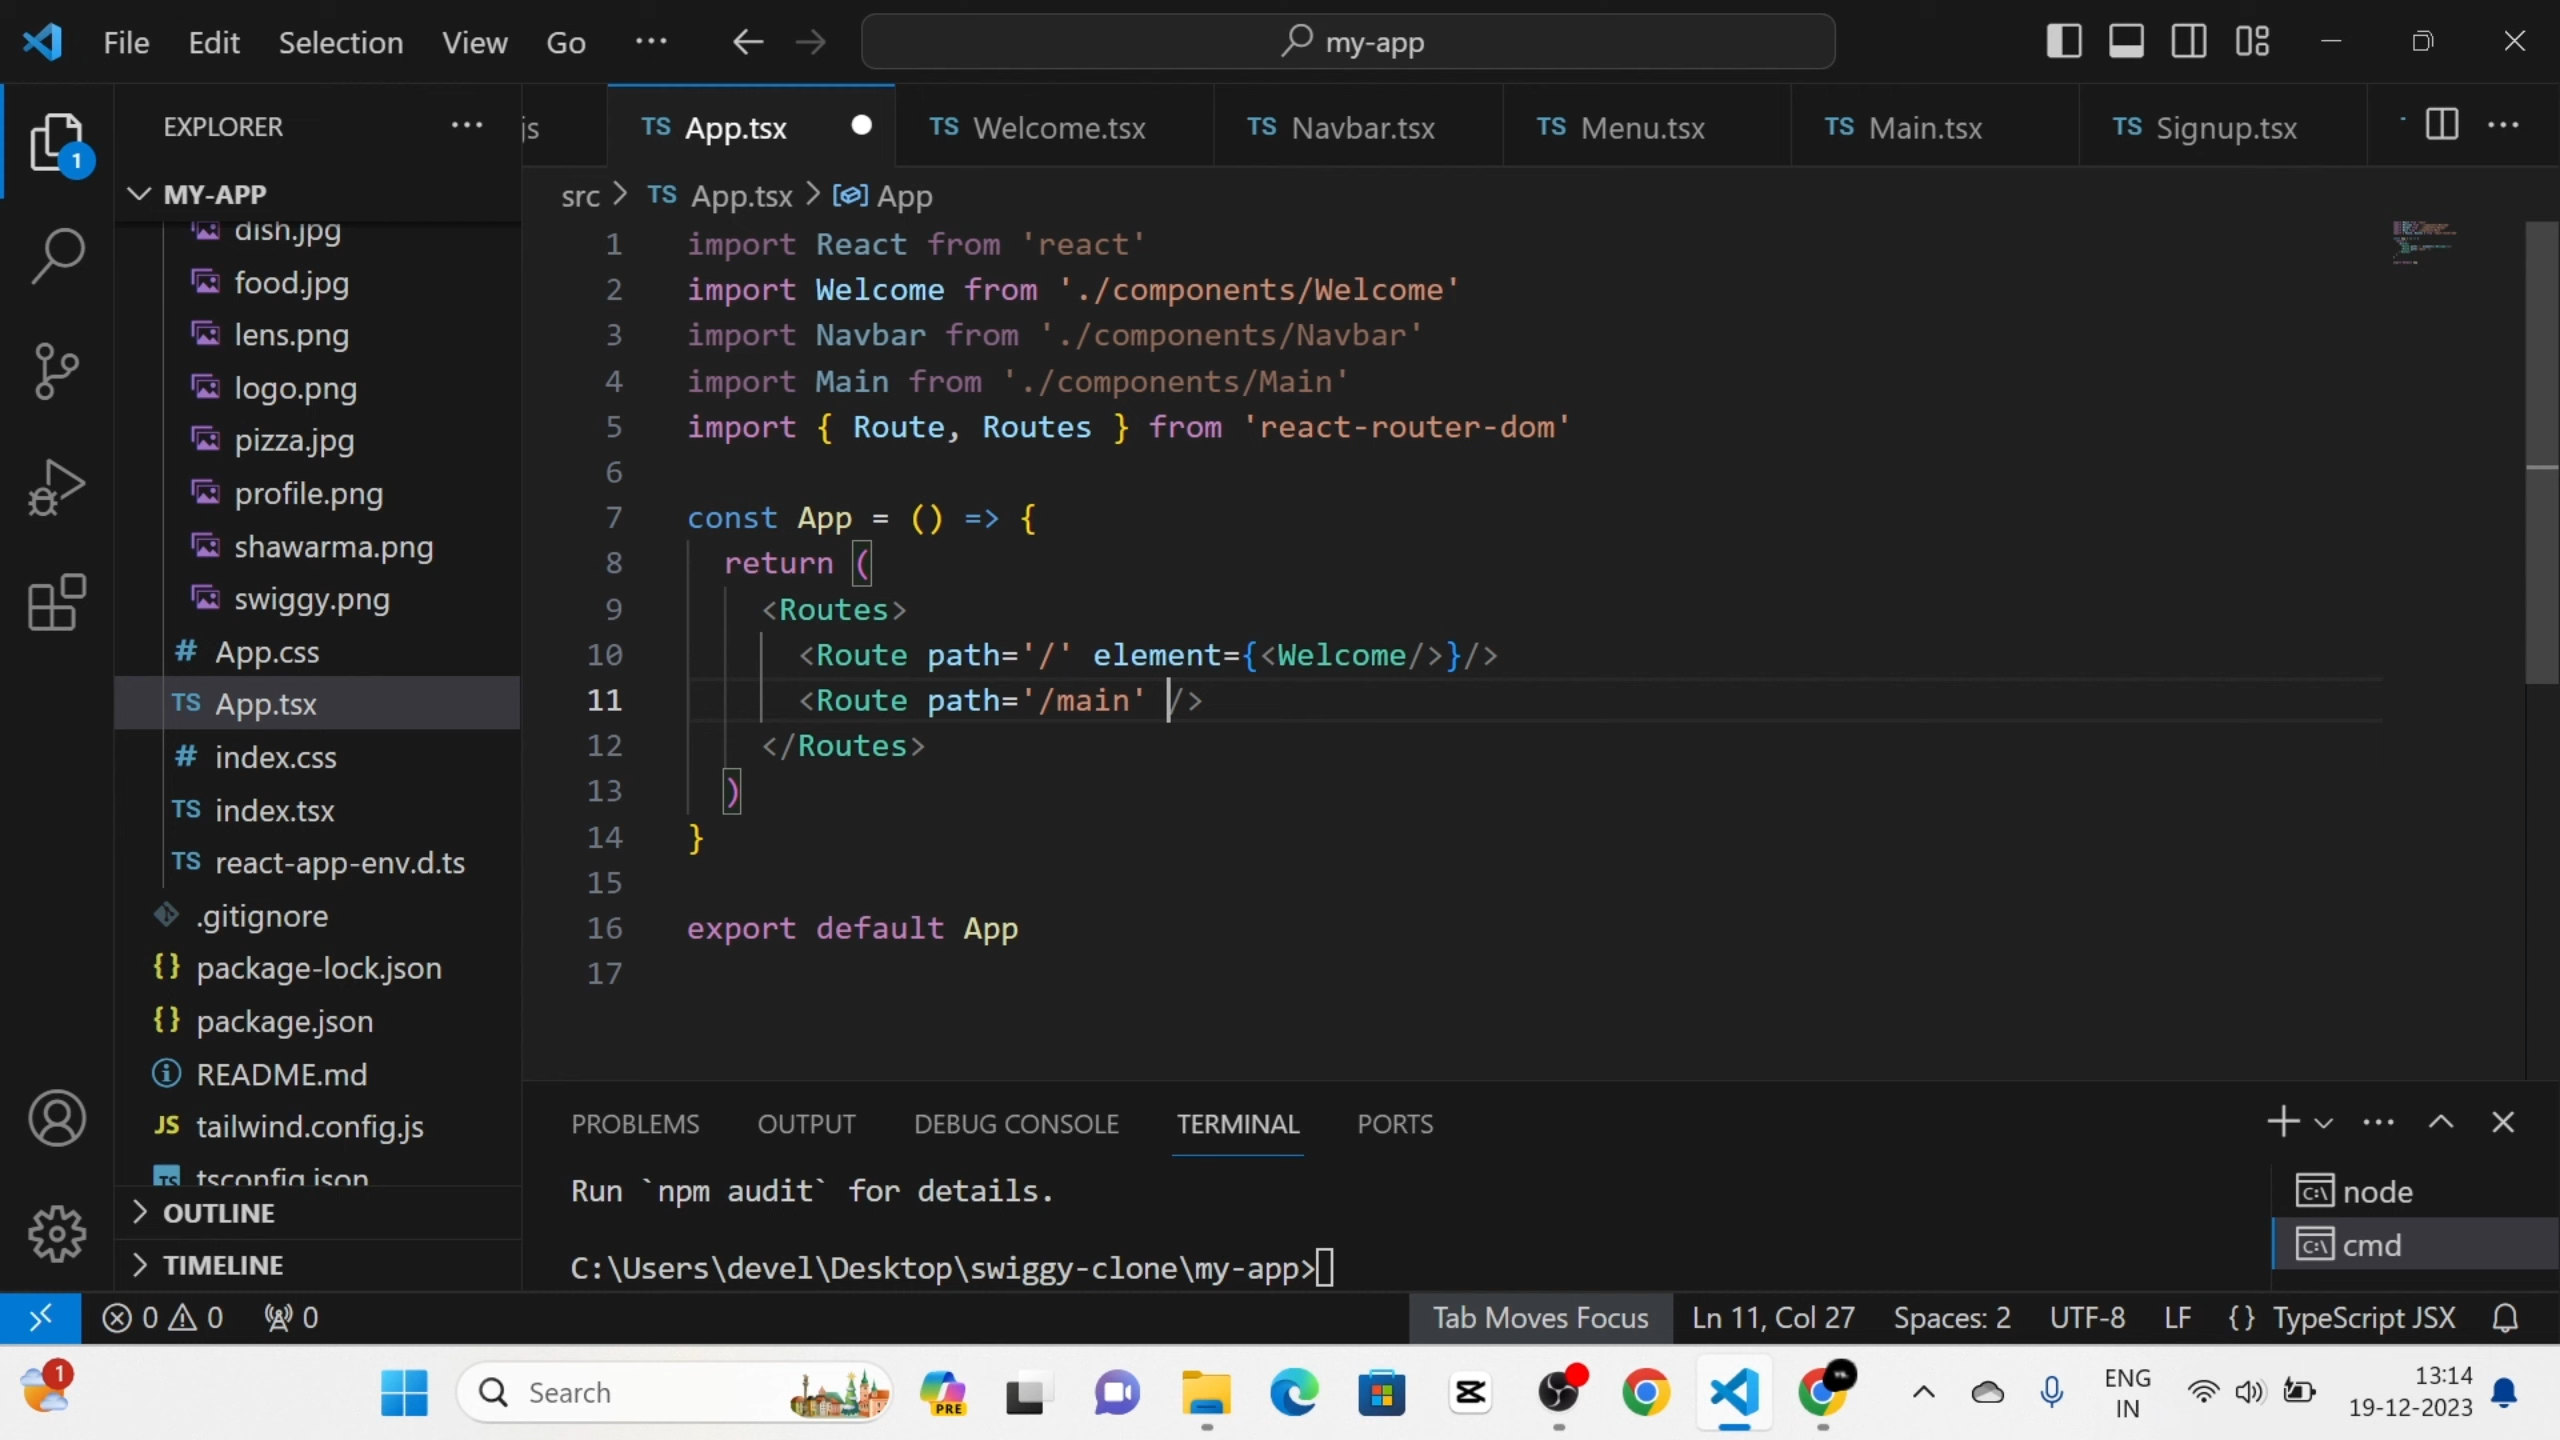 File Edit Selection View Go ... my-app
EXPLORER ...
1
MY-APP
dish.jpg
food.jpg
lens.png
logo.png
pizza.jpg
profile.png
shawarma.png
swiggy.png
# App.css
TS App.tsx
# index.css
TS index.tsx
TS react-app-env.d.ts
.gitignore
{} package-lock.json
{} package.json
README.md
JS tailwind.config.js
TS tsconfig.json
OUTLINE
TIMELINE
js TS App.tsx TS Welcome.tsx TS Navbar.tsx TS Menu.tsx TS Main.tsx TS Signup.tsx ...
src > TS App.tsx > App
1 import React from 'react'
2 import Welcome from './components/Welcome'
3 import Navbar from './components/Navbar'
4 import Main from './components/Main'
5 import { Route, Routes } from 'react-router-dom'
6
7 const App = () => {
8 return (
9 <Routes>
10 <Route path='/' element={<Welcome/>}/>
11 <Route path='/main' />
12 </Routes>
13 )
14 }
15
16 export default App
17
PROBLEMS OUTPUT DEBUG CONSOLE TERMINAL PORTS ...
Run `npm audit` for details.
C:\Users\devel\Desktop\swiggy-clone\my-app>
node
cmd
0 0 0 Tab Moves Focus Ln 11, Col 27 Spaces: 2 UTF-8 LF {} TypeScript JSX
1 Search PRE ENG 13:14
IN 19-12-2023